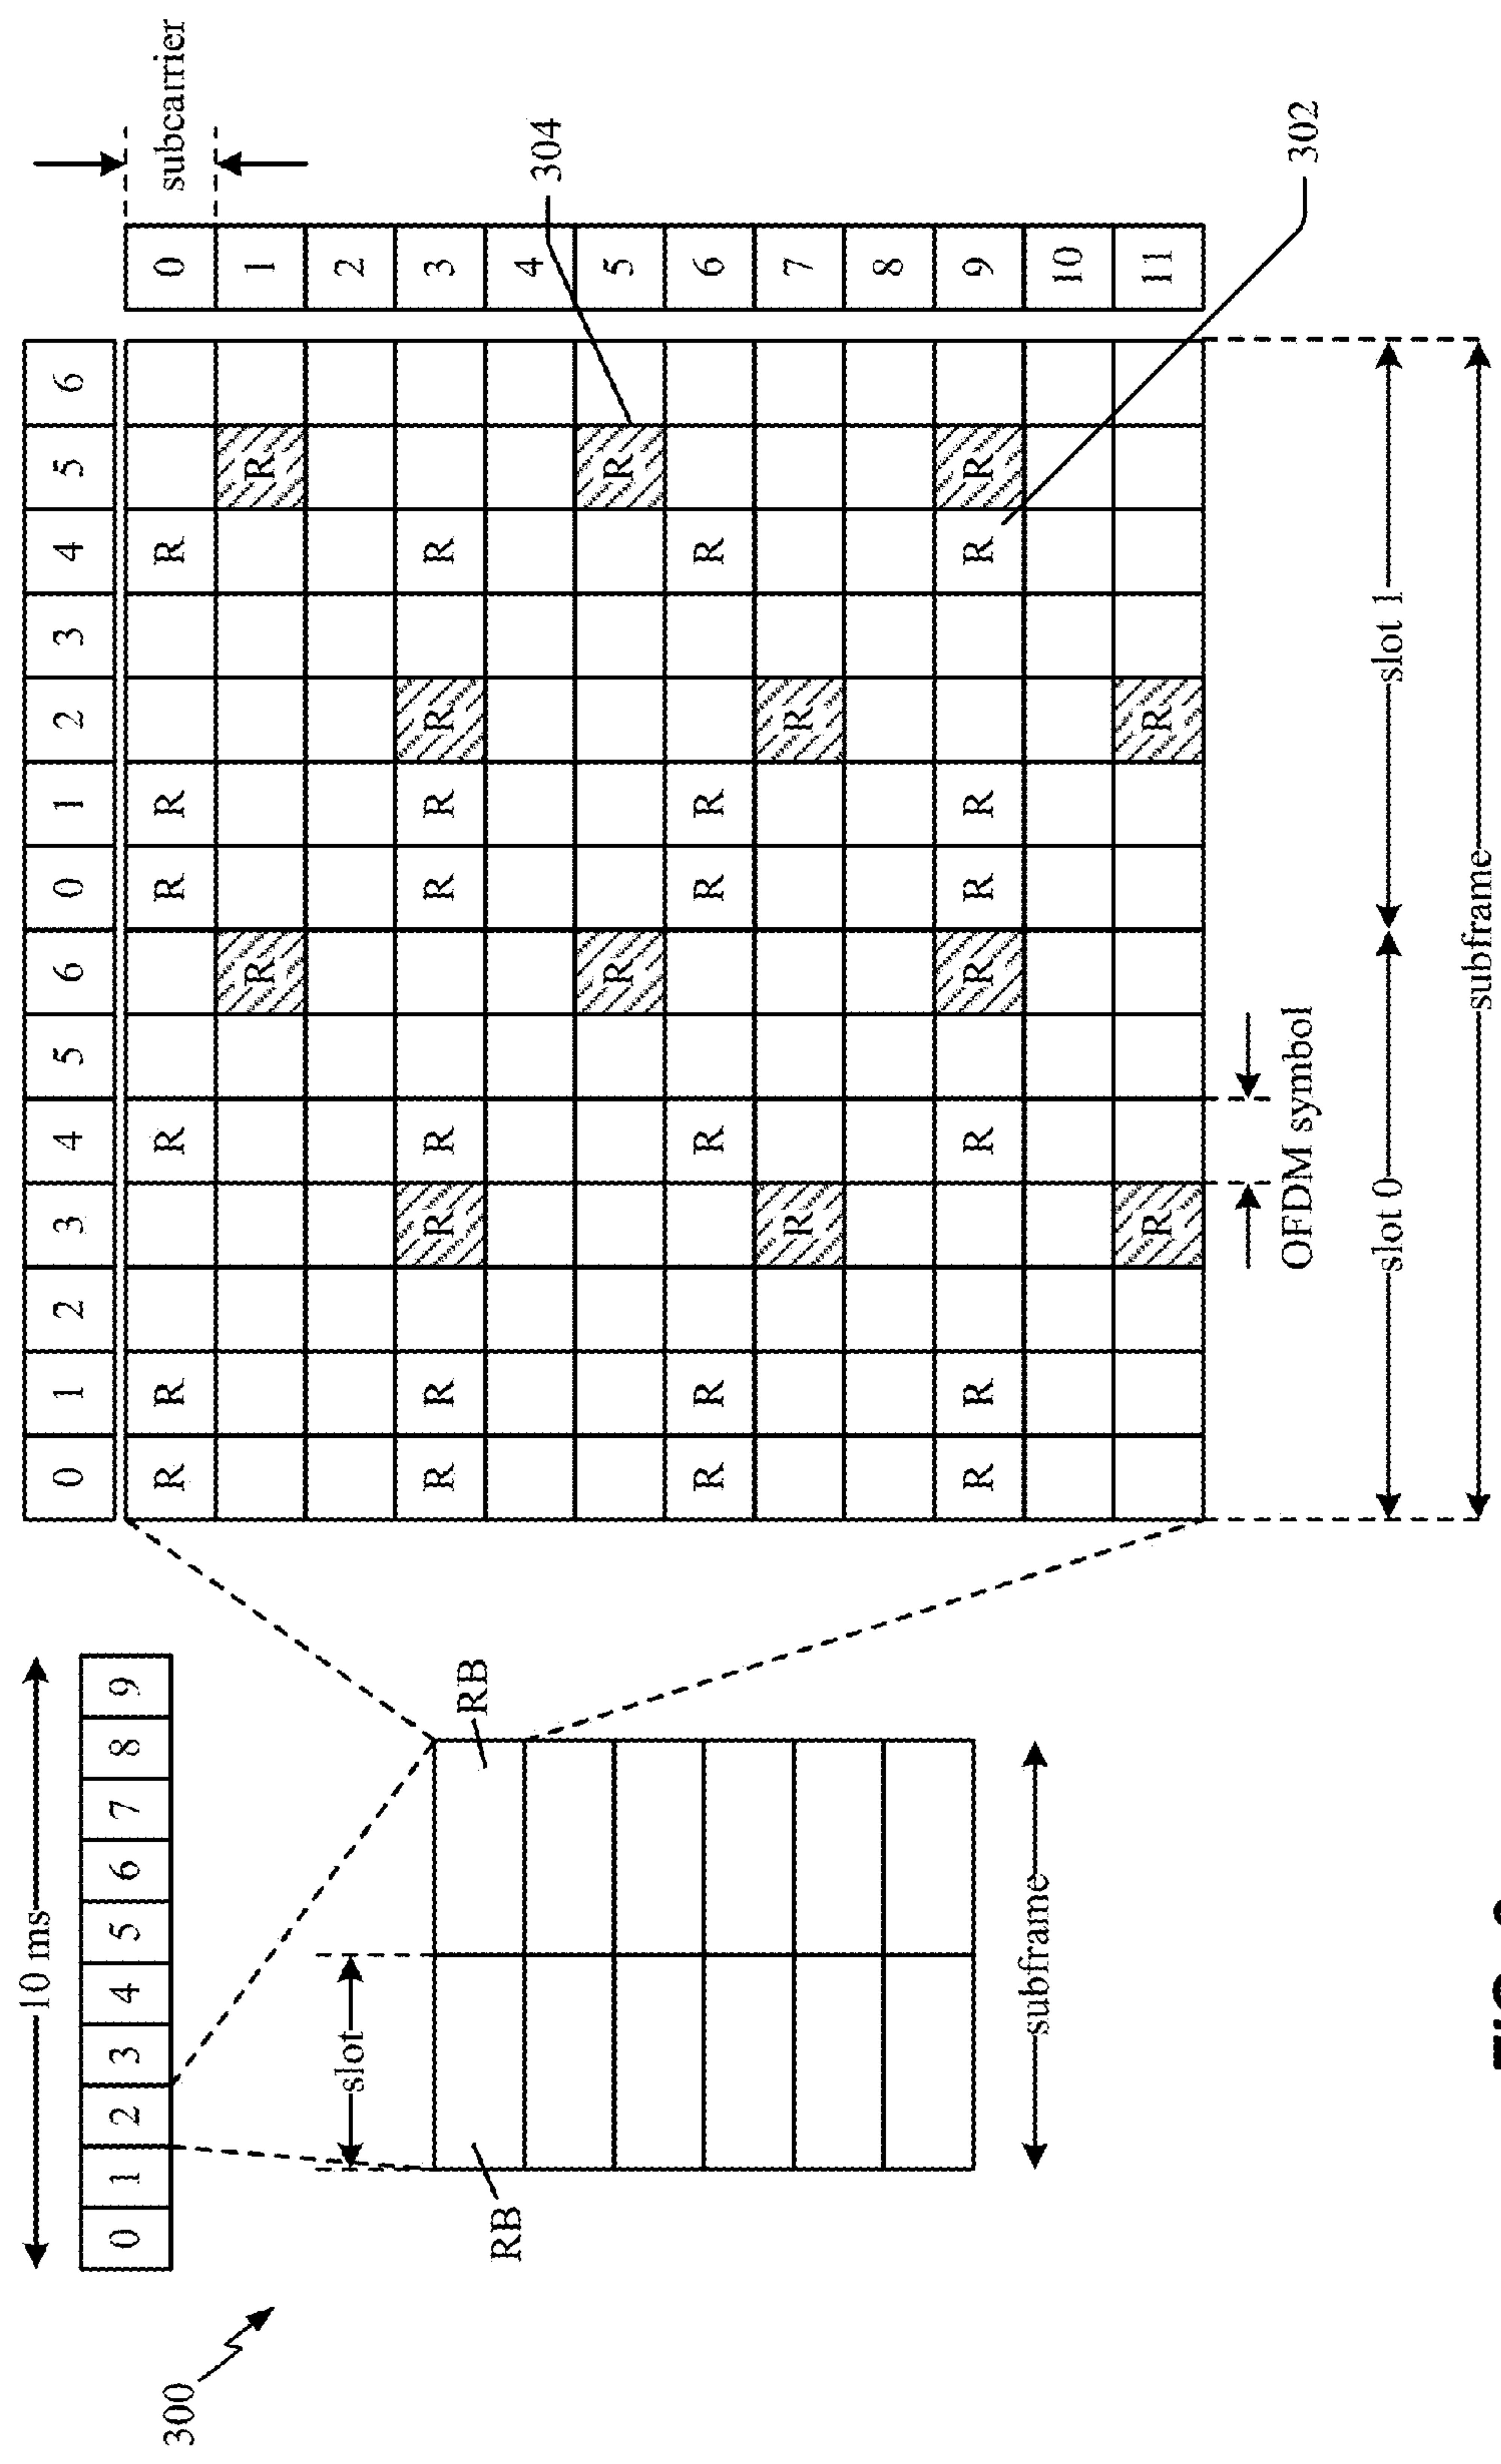 300
10 ms
0 1 2 3 4 5 6 7 8 9
slot
RB
RB
subframe
0 1 2 3 4 5 6 0 1 2 3 4 5 6
subcarrier
R R R R R R 0
R R 1
2
R R R R R R R R 3
4
R R 5
R R R R R R 6
R R 7
8
R R R R R R R R 9
10
R R 11
304
302
OFDM symbol
slot 0 slot 1
subframe